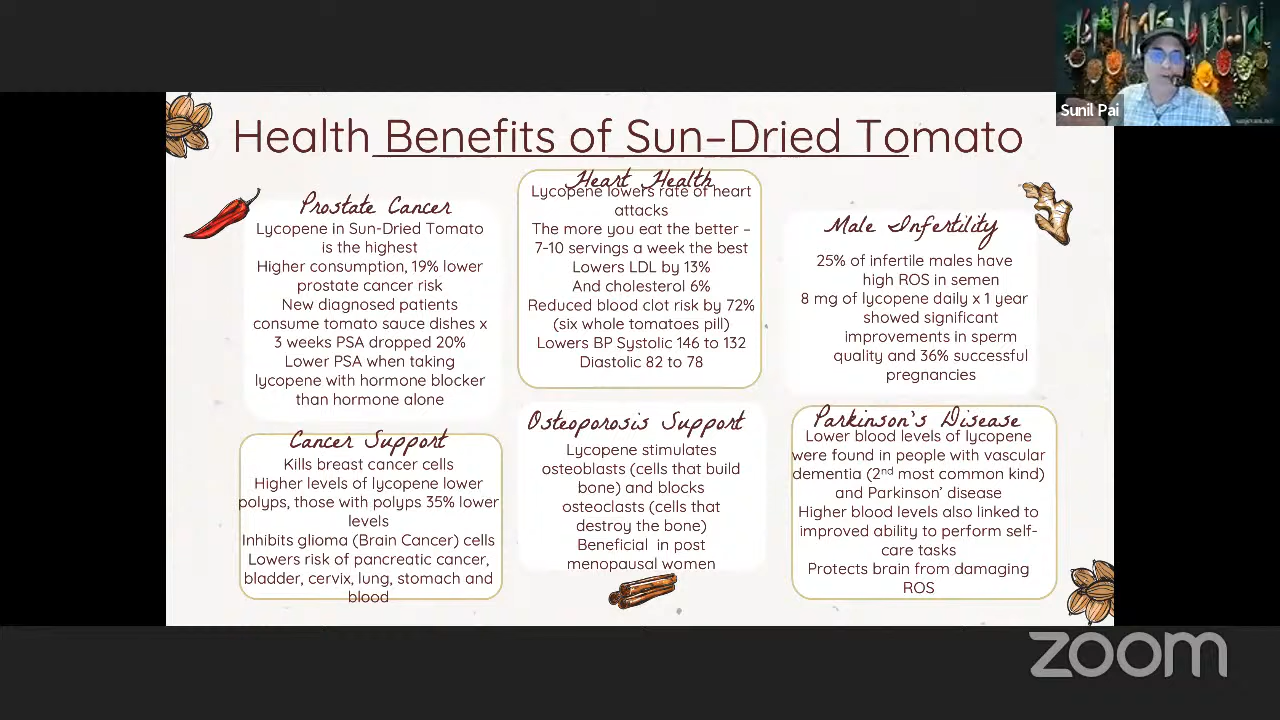 Sunil Pai
Health Benefits of Sun-Dried Tomato
Prostate Cancer
Lycopene in Sun-Dried Tomato
is the highest
Higher consumption, 19% lower
prostate cancer risk
New diagnosed patients
consume tomato sauce dishes x
3 weeks PSA dropped 20%
Lower PSA when taking
lycopene with hormone blocker
than hormone alone
Heart Health
Lycopene lowers rate of heart
attacks
The more you eat the better –
7-10 servings a week the best
Lowers LDL by 13%
And cholesterol 6%
Reduced blood clot risk by 72%
(six whole tomatoes pill)
Lowers BP Systolic 146 to 132
Diastolic 82 to 78
Male Infertility
25% of infertile males have
high ROS in semen
8 mg of lycopene daily x 1 year
showed significant
improvements in sperm
quality and 36% successful
pregnancies
Cancer Support
Kills breast cancer cells
Higher levels of lycopene lower
polyps, those with polyps 35% lower
levels
Inhibits glioma (Brain Cancer) cells
Lowers risk of pancreatic cancer,
bladder, cervix, lung, stomach and
blood
Osteoporosis Support
Lycopene stimulates
osteoblasts (cells that build
bone) and blocks
osteoclasts (cells that
destroy the bone)
Beneficial in post
menopausal women
Parkinson's Disease
Lower blood levels of lycopene
were found in people with vascular
dementia (2nd most common kind)
and Parkinson' disease
Higher blood levels also linked to
improved ability to perform self-
care tasks
Protects brain from damaging
ROS
zoom